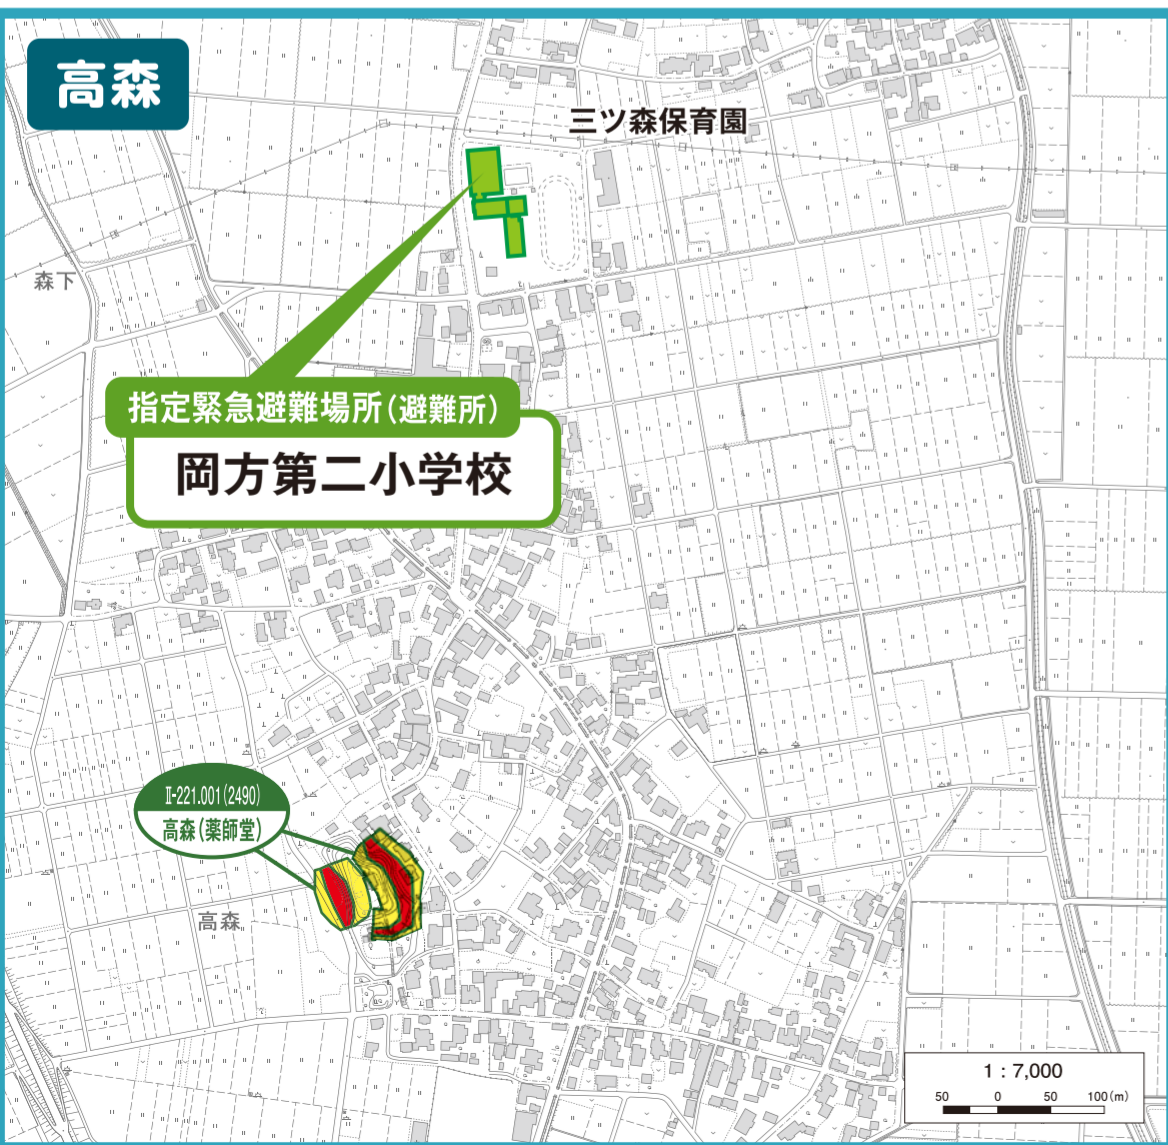 高森
三ツ森保育園
森下
指定緊急避難場所(避難所)
岡方第二小学校
Ⅱ-221.001(2490)
高森(薬師堂)
高森
1：7,000
50 0 50 100(m)